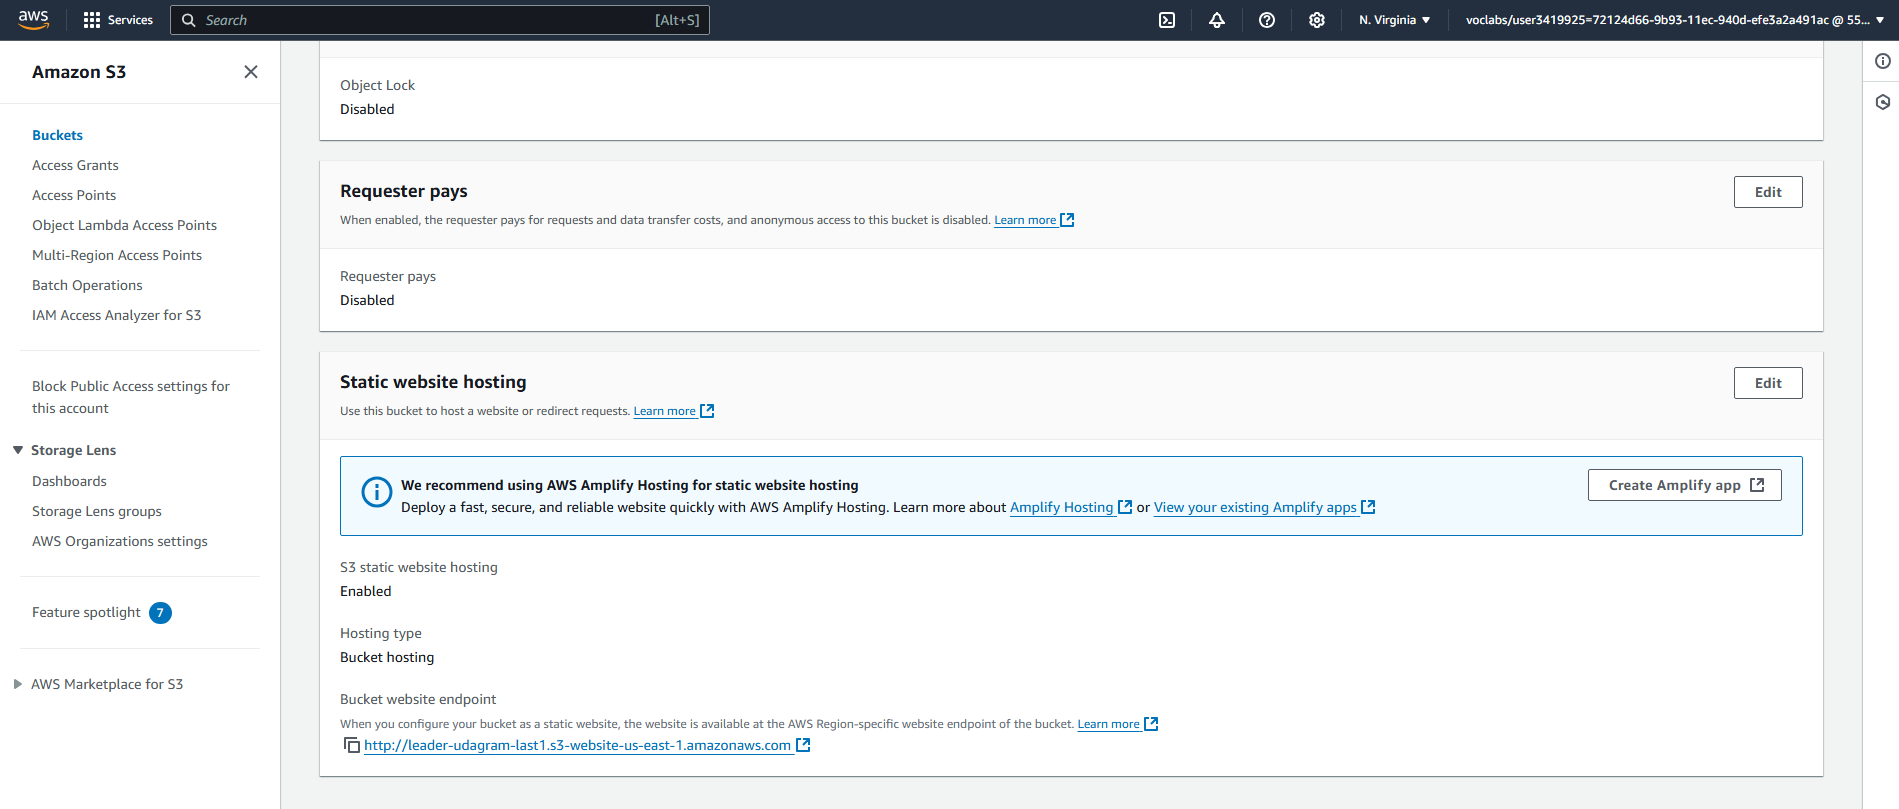 aws
Services
Search
[Alt+S]
N. Virginia
voclabs/user3419925=72124d66-9b93-11ec-940d-efe3a2a491ac @ 55...
Amazon S3
Buckets
Access Grants
Access Points
Object Lambda Access Points
Multi-Region Access Points
Batch Operations
IAM Access Analyzer for S3
Block Public Access settings for
this account
Storage Lens
Dashboards
Storage Lens groups
AWS Organizations settings
Feature spotlight 7
AWS Marketplace for S3
Object Lock
Disabled
Requester pays
Edit
When enabled, the requester pays for requests and data transfer costs, and anonymous access to this bucket is disabled. Learn more
Requester pays
Disabled
Static website hosting
Edit
Use this bucket to host a website or redirect requests. Learn more
We recommend using AWS Amplify Hosting for static website hosting
Create Amplify app
Deploy a fast, secure, and reliable website quickly with AWS Amplify Hosting. Learn more about Amplify Hosting or View your existing Amplify apps
S3 static website hosting
Enabled
Hosting type
Bucket hosting
Bucket website endpoint
When you configure your bucket as a static website, the website is available at the AWS Region-specific website endpoint of the bucket. Learn more
http://leader-udagram-last1.s3-website-us-east-1.amazonaws.com